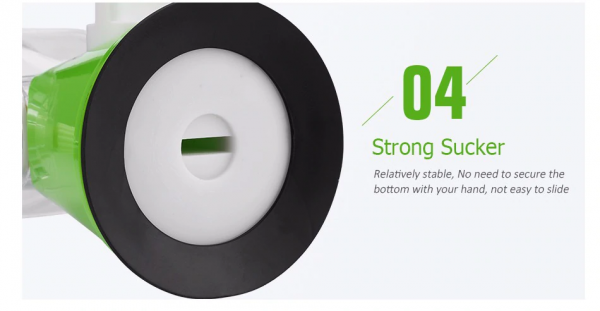 04
Strong Sucker
Relatively stable, No need to secure the
bottom with your hand, not easy to slide